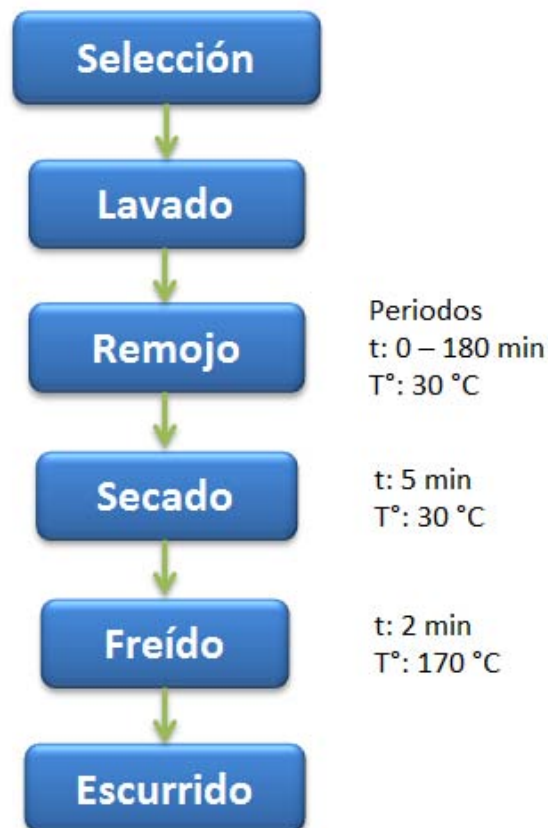 Selección
Lavado
Remojo
Periodos
t: 0 – 180 min
T°: 30 °C
Secado
t: 5 min
T°: 30 °C
Freído
t: 2 min
T°: 170 °C
Escurrido